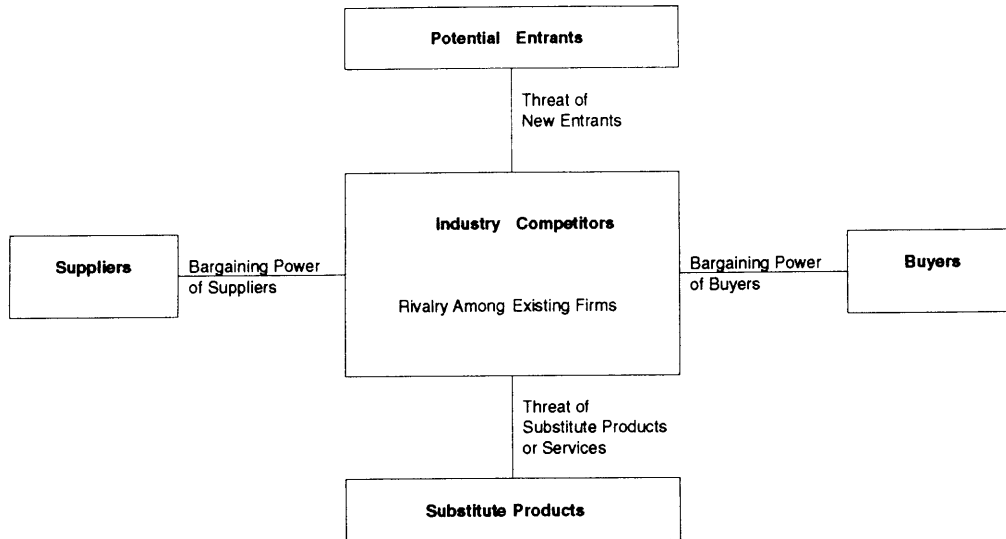 Potential Entrants
Threat of
New Entrants
Industry Competitors
Rivalry Among Existing Firms
Suppliers
Bargaining Power
of Suppliers
Bargaining Power
of Buyers
Buyers
Threat of
Substitute Products
or Services
Substitute Products